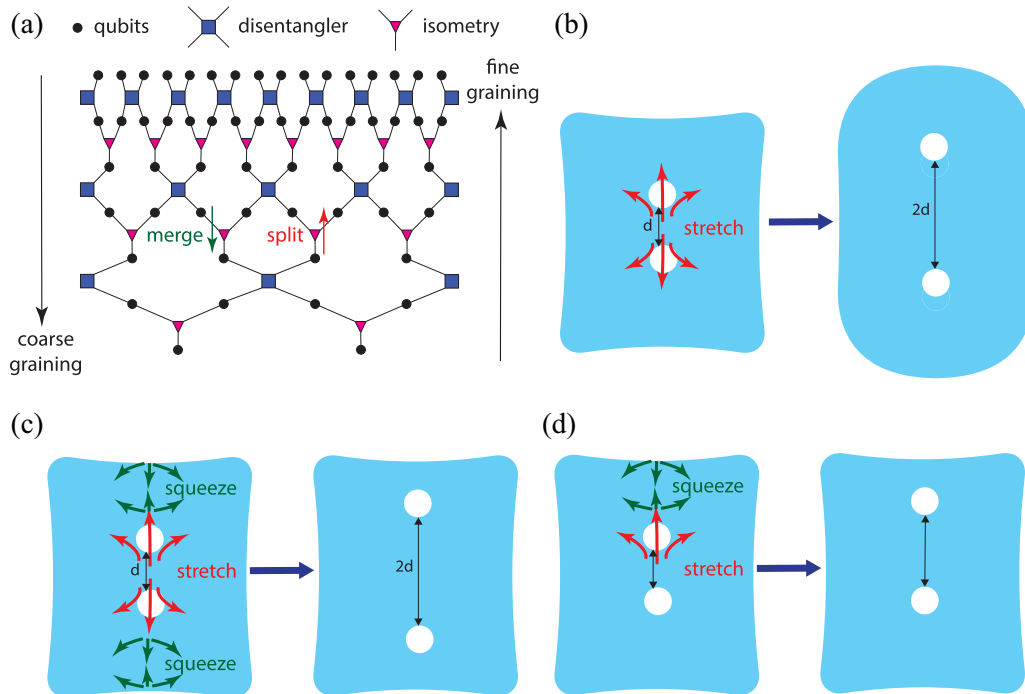 (a)
qubits
disentangler
isometry
fine
graining
merge
split
coarse
graining
(b)
d
stretch
2d
(c)
squeeze
d
stretch
squeeze
2d
(d)
squeeze
stretch